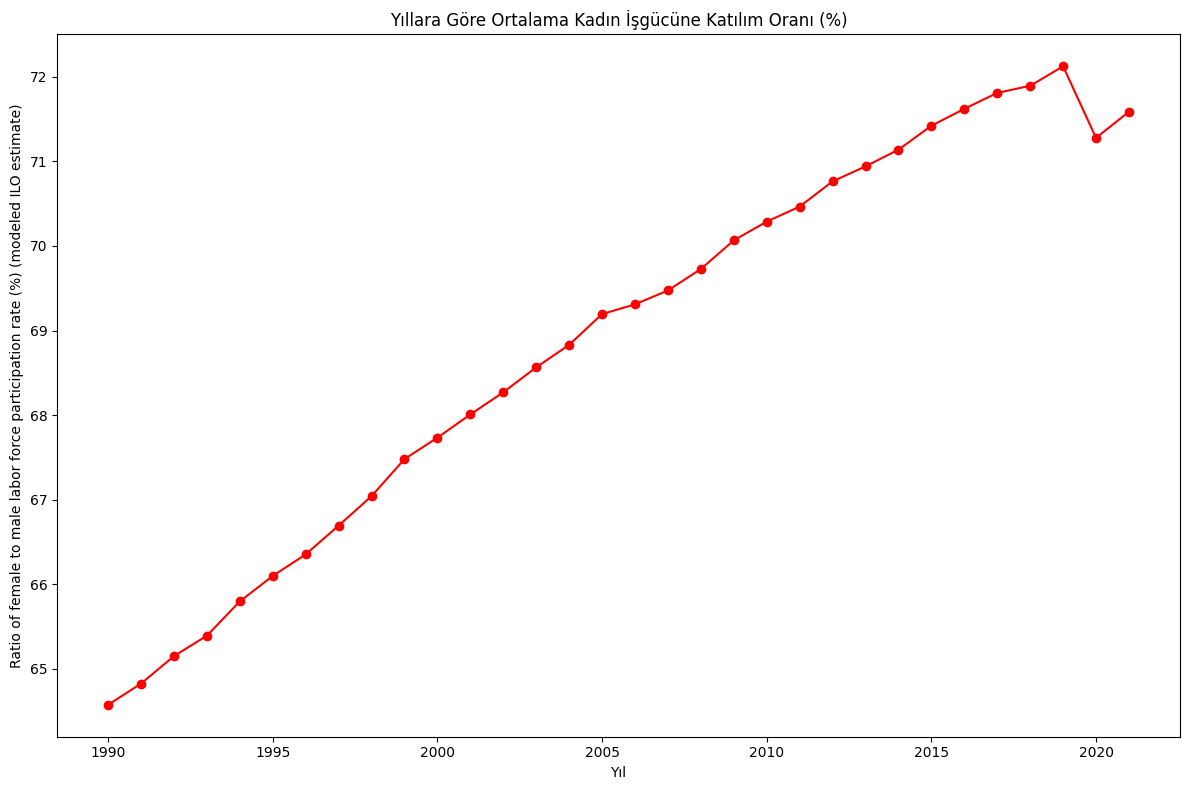 Yıllara Göre Ortalama Kadın İşgücüne Katılım Oranı (%)
Ratio of female to male labor force participation rate (%) (modeled ILO estimate)
72
71
70
69
68
67
66
65
1990 1995 2000 2005 2010 2015 2020
Yıl